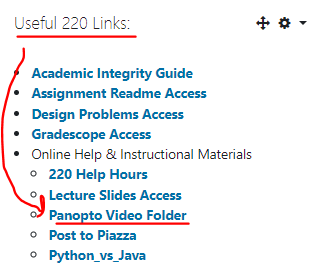 Useful 220 Links:
Academic Integrity Guide
Assignment Readme Access
Design Problems Access
Gradescope Access
Online Help & Instructional Materials
220 Help Hours
Lecture Slides Access
Panopto Video Folder
Post to Piazza
Python_vs_Java